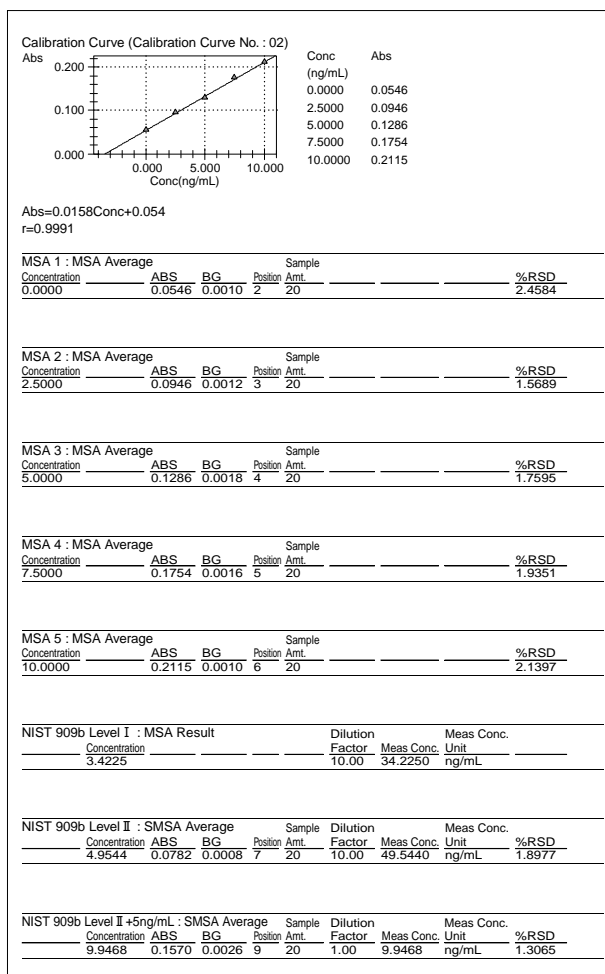 Calibration Curve (Calibration Curve No. : 02)
Abs
0.200
0.100
0.000
0.000 5.000 10.000
Conc(ng/mL)
Conc Abs
(ng/mL)
0.0000 0.0546
2.5000 0.0946
5.0000 0.1286
7.5000 0.1754
10.0000 0.2115
Abs=0.0158Conc+0.054
r=0.9991
MSA 1 : MSA Average Sample
Concentration ABS BG Position Amt. %RSD
0.0000 0.0546 0.0010 2 20 2.4584
MSA 2 : MSA Average Sample
Concentration ABS BG Position Amt. %RSD
2.5000 0.0946 0.0012 3 20 1.5689
MSA 3 : MSA Average Sample
Concentration ABS BG Position Amt. %RSD
5.0000 0.1286 0.0018 4 20 1.7595
MSA 4 : MSA Average Sample
Concentration ABS BG Position Amt. %RSD
7.5000 0.1754 0.0016 5 20 1.9351
MSA 5 : MSA Average Sample
Concentration ABS BG Position Amt. %RSD
10.0000 0.2115 0.0010 6 20 2.1397
NIST 909b Level Ⅰ : MSA Result Dilution Meas Conc.
Concentration Factor Meas Conc. Unit
3.4225 10.00 34.2250 ng/mL
NIST 909b Level Ⅱ : SMSA Average Sample Dilution Meas Conc.
Concentration ABS BG Position Amt. Factor Meas Conc. Unit %RSD
4.9544 0.0782 0.0008 7 20 10.00 49.5440 ng/mL 1.8977
NIST 909b Level Ⅱ +5ng/mL : SMSA Average Sample Dilution Meas Conc.
Concentration ABS BG Position Amt. Factor Meas Conc. Unit %RSD
9.9468 0.1570 0.0026 9 20 1.00 9.9468 ng/mL 1.3065